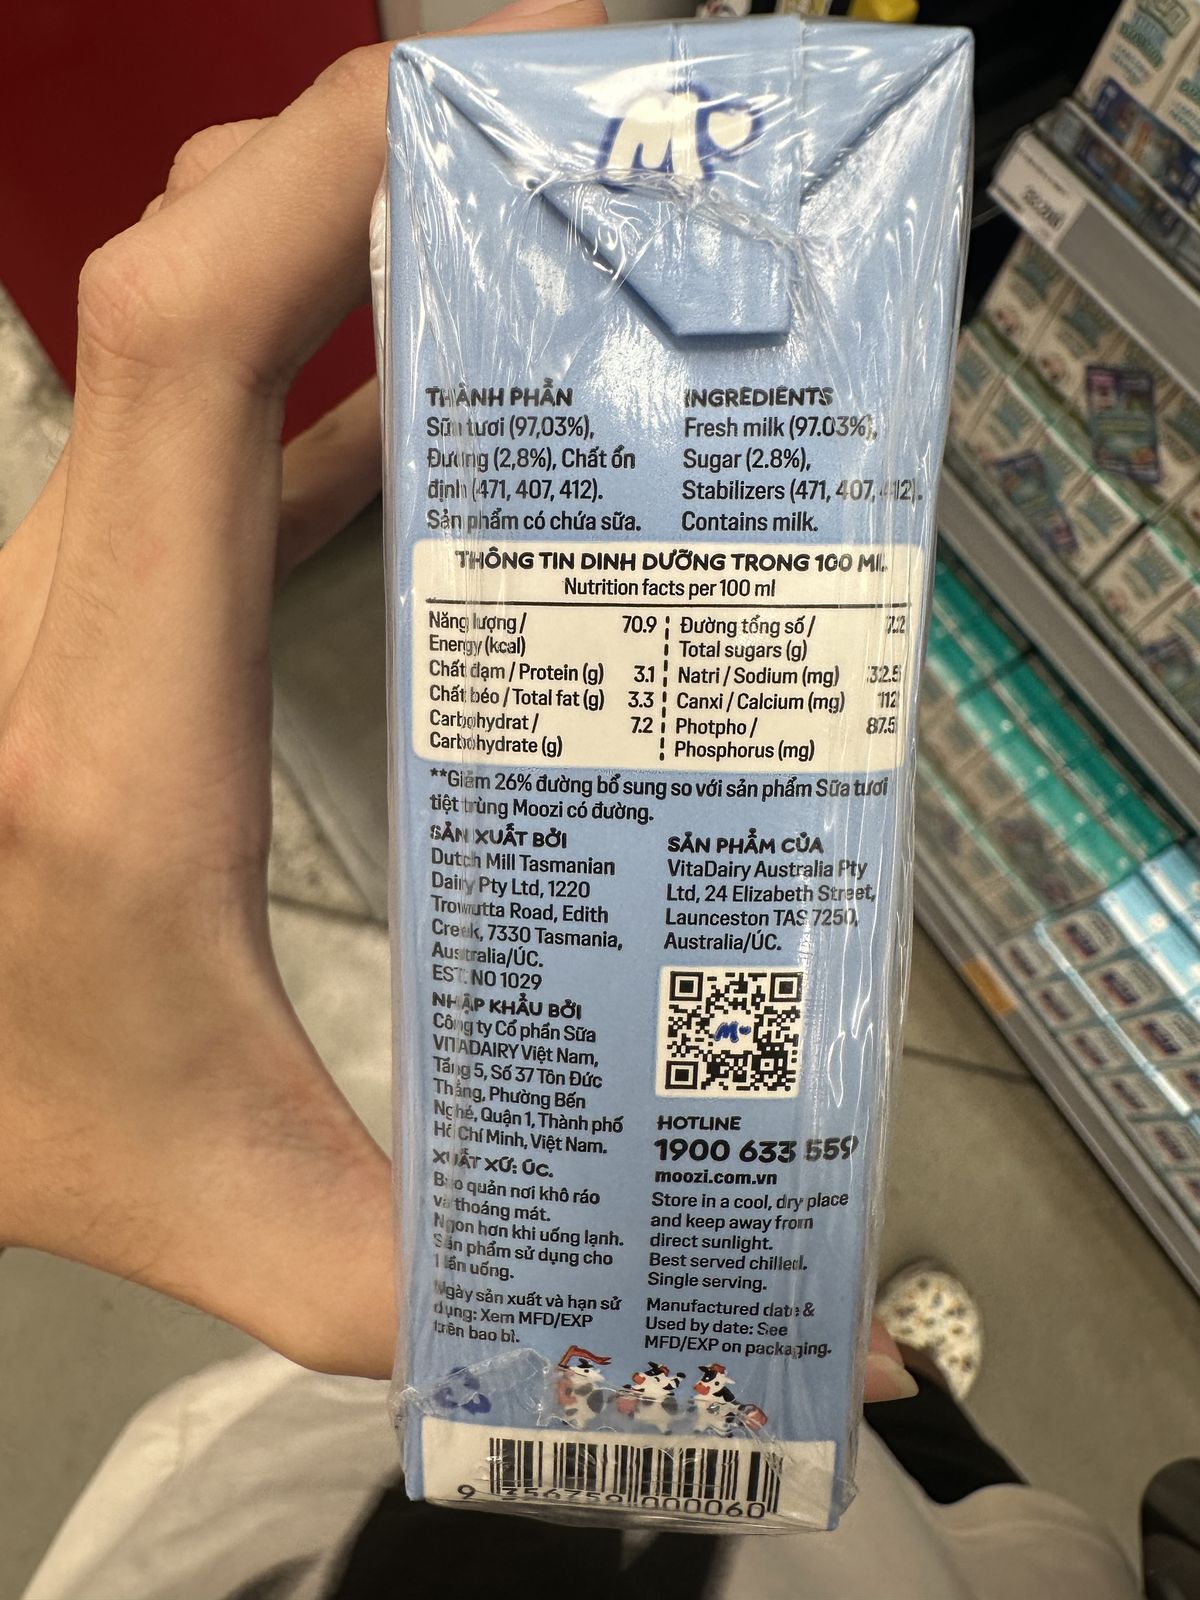 M
THÀNH PHẦN
Sữa tươi (97,03%),
Đường (2,8%), Chất ổn
định (471, 407, 412).
Sản phẩm có chứa sữa.
INGREDIENTS
Fresh milk (97.03%),
Sugar (2.8%),
Stabilizers (471, 407, 412).
Contains milk.
THÔNG TIN DINH DƯỠNG TRONG 100 ML
Nutrition facts per 100 ml
Năng lượng / 70.9
Energy (kcal)
Chất đạm / Protein (g) 3.1
Chất béo / Total fat (g) 3.3
Carbohydrat / 7.2
Carbohydrate (g)
Đường tổng số / 7.2
Total sugars (g)
Natri / Sodium (mg) 32.5
Canxi / Calcium (mg) 112
Photpho / 87.5
Phosphorus (mg)
**Giảm 26% đường bổ sung so với sản phẩm Sữa tươi
tiệt trùng Moozi có đường.
SẢN XUẤT BỞI
Dutch Mill Tasmanian
Dairy Pty Ltd, 1220
Trowutta Road, Edith
Creek, 7330 Tasmania,
Australia/ÚC.
EST. NO 1029
NHẬP KHẨU BỞI
Công ty Cổ phần Sữa
VITADAIRY Việt Nam,
Tầng 5, Số 37 Tôn Đức
Thắng, Phường Bến
Nghé, Quận 1, Thành phố
Hồ Chí Minh, Việt Nam.
XUẤT XỨ: ÚC.
Bảo quản nơi khô ráo
và thoáng mát.
Ngon hơn khi uống lạnh.
Sản phẩm sử dụng cho
1 lần uống.
Ngày sản xuất và hạn sử
dụng: Xem MFD/EXP
trên bao bì.
SẢN PHẨM CỦA
VitaDairy Australia Pty
Ltd, 24 Elizabeth Street,
Launceston TAS 7250,
Australia/ÚC.
M
HOTLINE
1900 633 559
moozi.com.vn
Store in a cool, dry place
and keep away from
direct sunlight.
Best served chilled.
Single serving.
Manufactured date &
Used by date: See
MFD/EXP on packaging.
9 356759 000060